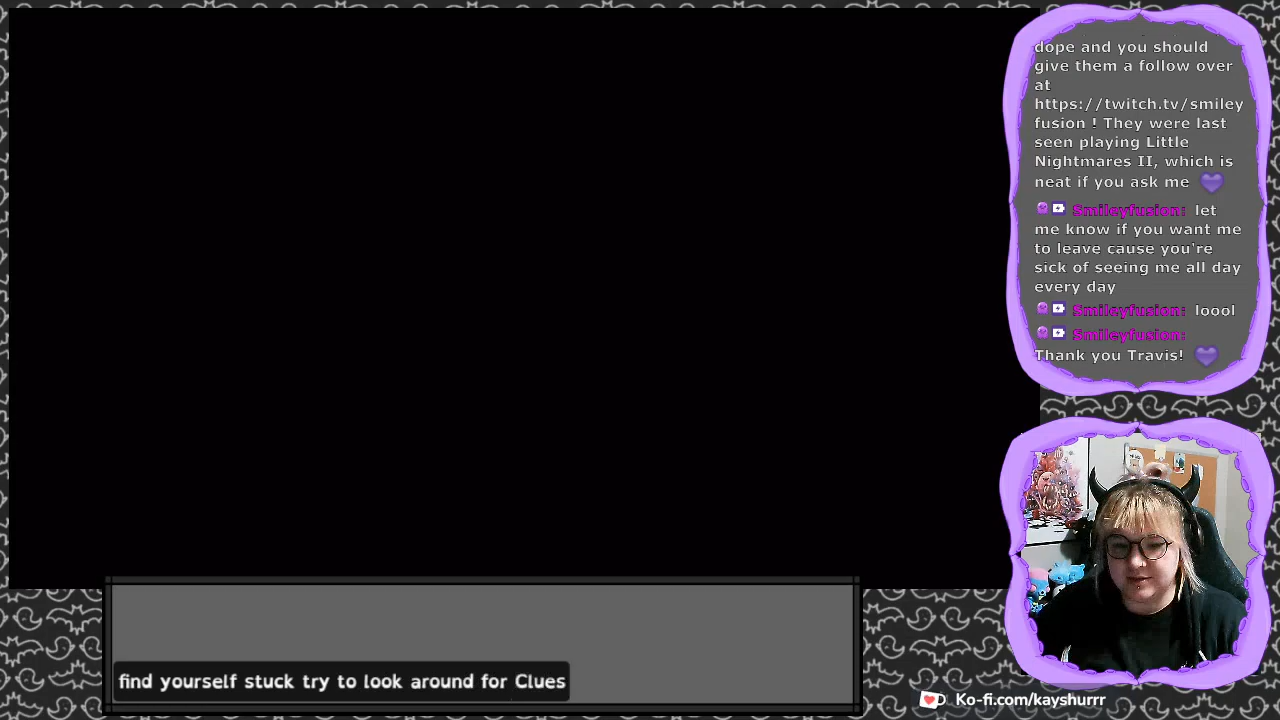 dope and you should
give them a follow over
at
https://twitch.tv/smiley
fusion ! They were last
seen playing Little
Nightmares II, which is
neat if you ask me
Smileyfusion: let
me know if you want me
to leave cause you're
sick of seeing me all day
every day
Smileyfusion: loool
Smileyfusion:
Thank you Travis!
find yourself stuck try to look around for Clues
Ko-fi.com/kayshurrr